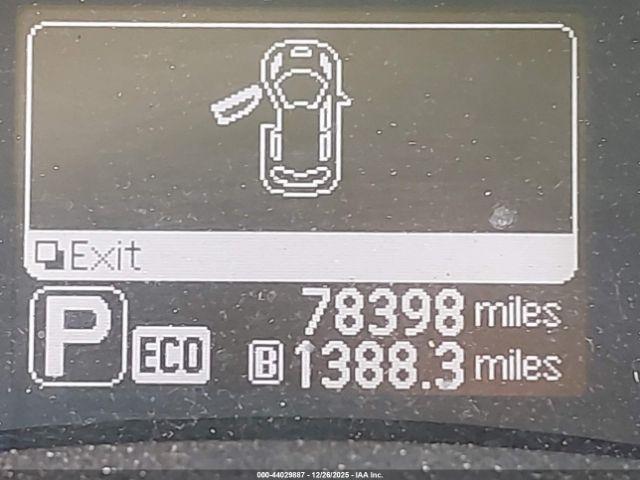 Exit
P
78398 miles
ECO
B 1388.3 miles
000-44029887 - 12/26/2025 - IAA Inc.